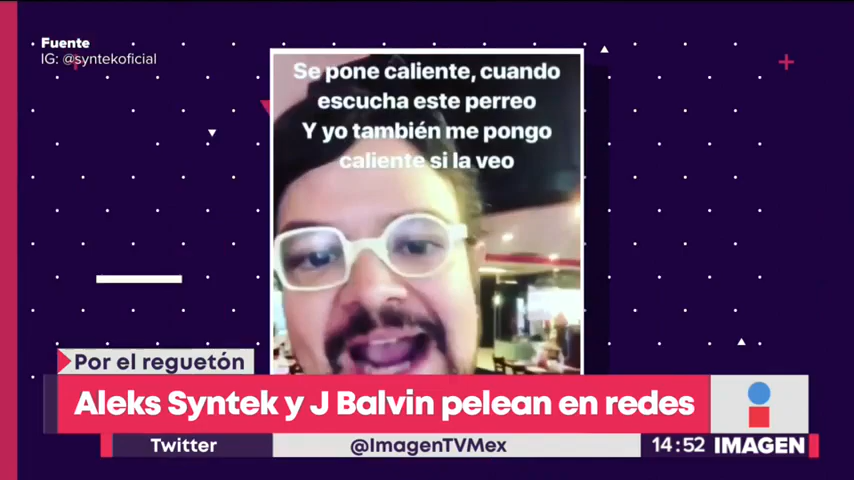 Fuente
IG: @syntekoficial
Se pone caliente, cuando
escucha este perreo
Y yo también me pongo
caliente si la veo
Por el reguetón
Aleks Syntek y J Balvin pelean en redes
Twitter
@ImagenTVMex
14:52
IMAGEN